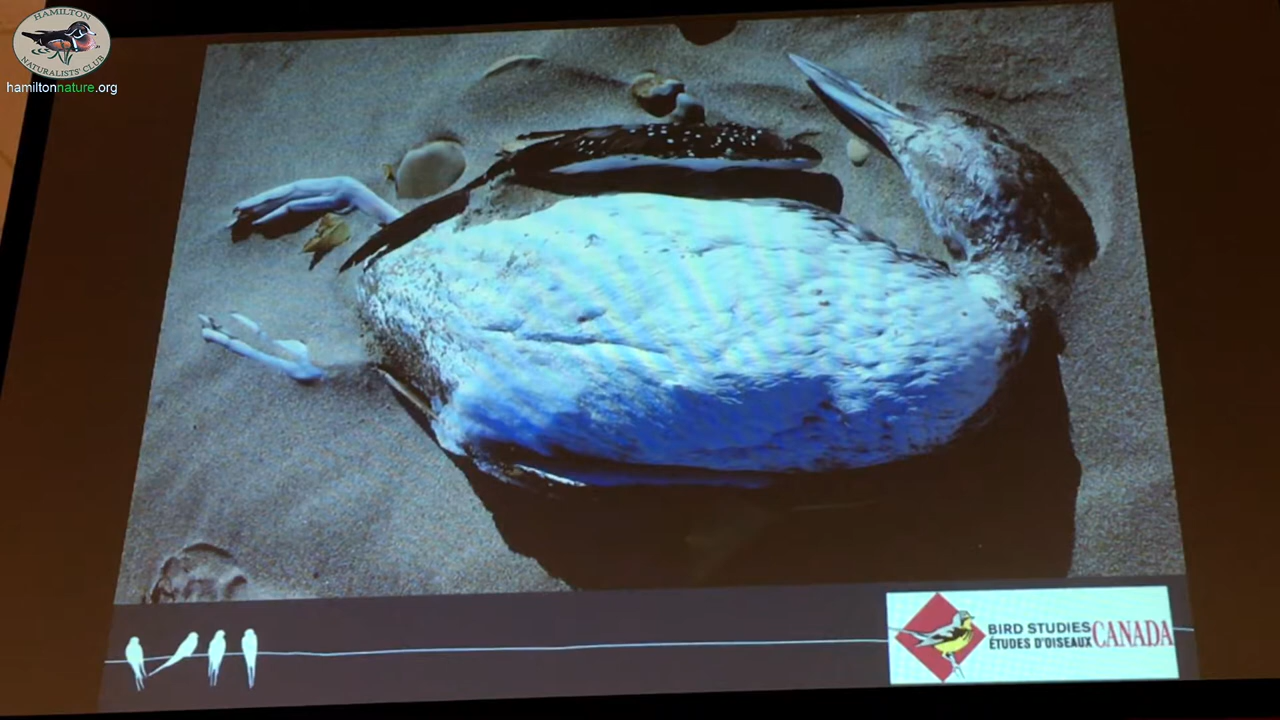 HAMILTON
NATURALISTS' CLUB
hamiltonnature.org
BIRD STUDIES
ÉTUDES D'OISEAUX
CANADA